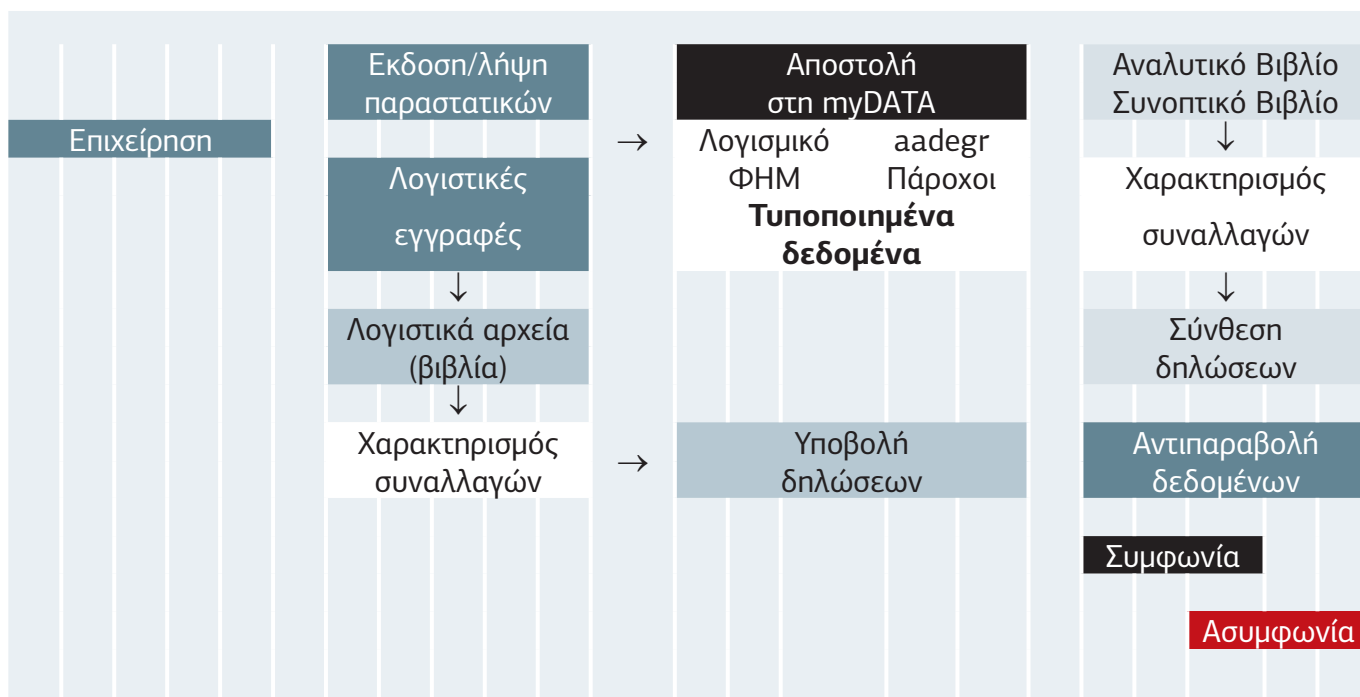 Επιχείρηση
Εκδοση/λήψη
παραστατικών
Λογιστικές
εγγραφές
↓
Λογιστικά αρχεία
(βιβλία)
↓
Χαρακτηρισμός
συναλλαγών
→
Αποστολή
στη myDATA
Λογισμικό aadegr
ΦΗΜ Πάροχοι
Τυποποιημένα
δεδομένα
→
Υποβολή
δηλώσεων
Αναλυτικό Βιβλίο
Συνοπτικό Βιβλίο
↓
Χαρακτηρισμός
συναλλαγών
↓
Σύνθεση
δηλώσεων
Αντιπαραβολή
δεδομένων
Συμφωνία
Ασυμφωνία